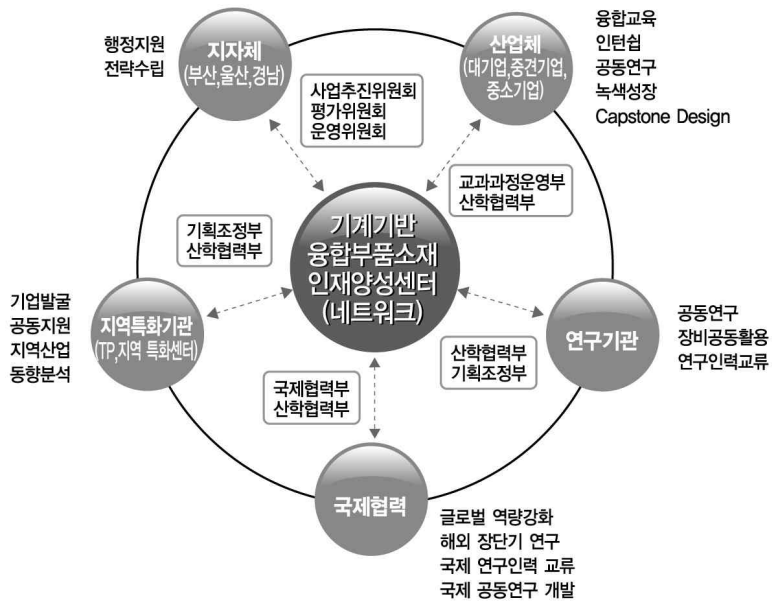 행정지원
전략수립
지자체
(부산,울산,경남)
산업체
(대기업,중견기업,
중소기업)
융합교육
인턴쉽
공동연구
녹색성장
Capstone Design
사업추진위원회
평가위원회
운영위원회
교과과정운영부
산학협력부
기획조정부
산학협력부
기계기반
융합부품소재
인재양성센터
(네트워크)
기업발굴
공동지원
지역산업
동향분석
지역특화기관
(TP,지역 특화센터)
연구기관
공동연구
장비공동활용
연구인력교류
산학협력부
기획조정부
국제협력부
산학협력부
국제협력
글로벌 역량강화
해외 장단기 연구
국제 연구인력 교류
국제 공동연구 개발